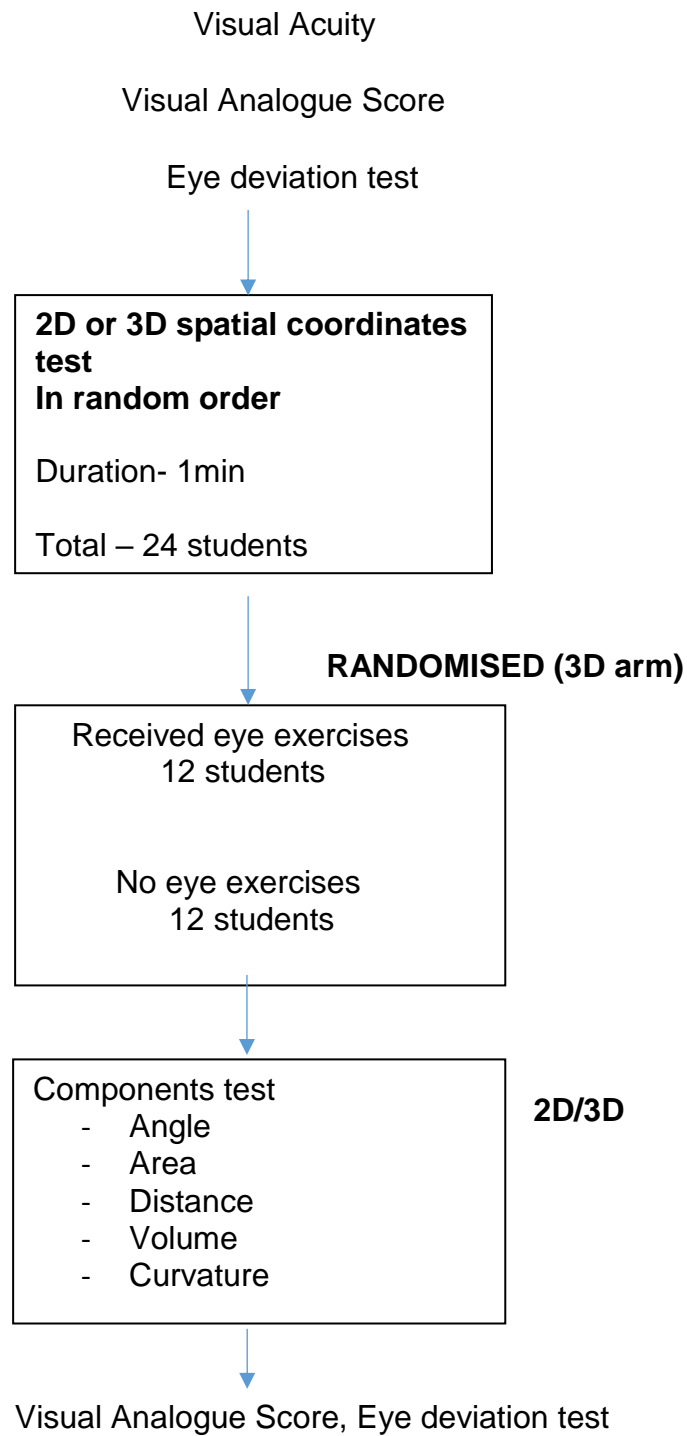 Visual Acuity
Visual Analogue Score
Eye deviation test
2D or 3D spatial coordinates
test
In random order
Duration- 1min
Total – 24 students
RANDOMISED (3D arm)
Received eye exercises
12 students
No eye exercises
12 students
Components test
- Angle
- Area
- Distance
- Volume
- Curvature
2D/3D
Visual Analogue Score, Eye deviation test